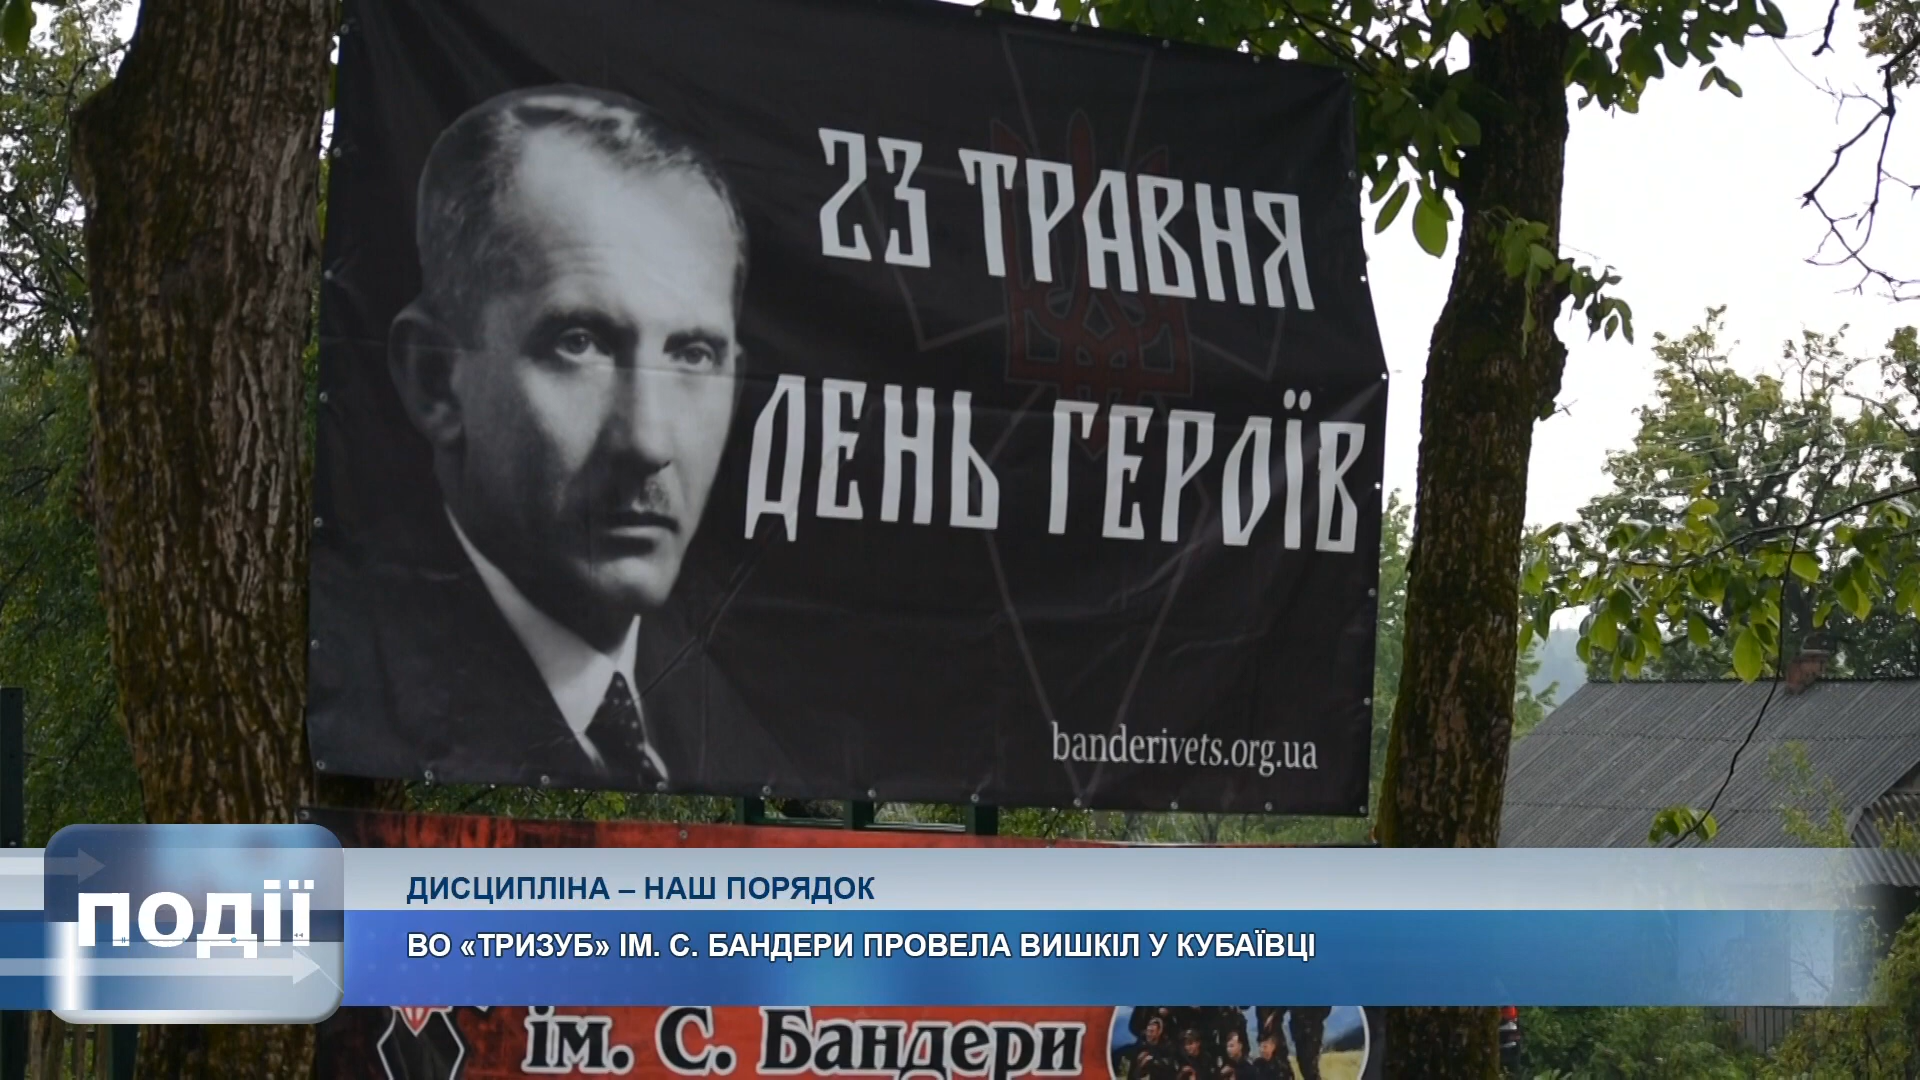 23 ТРАВНЯ
ДЕНЬ ГЕРОЇВ
banderivets.org.ua
події
ДИСЦИПЛІНА – НАШ ПОРЯДОК
ВО «ТРИЗУБ» ІМ. С. БАНДЕРИ ПРОВЕЛА ВИШКІЛ У КУБАЇВЦІ
ім. С. Бандери